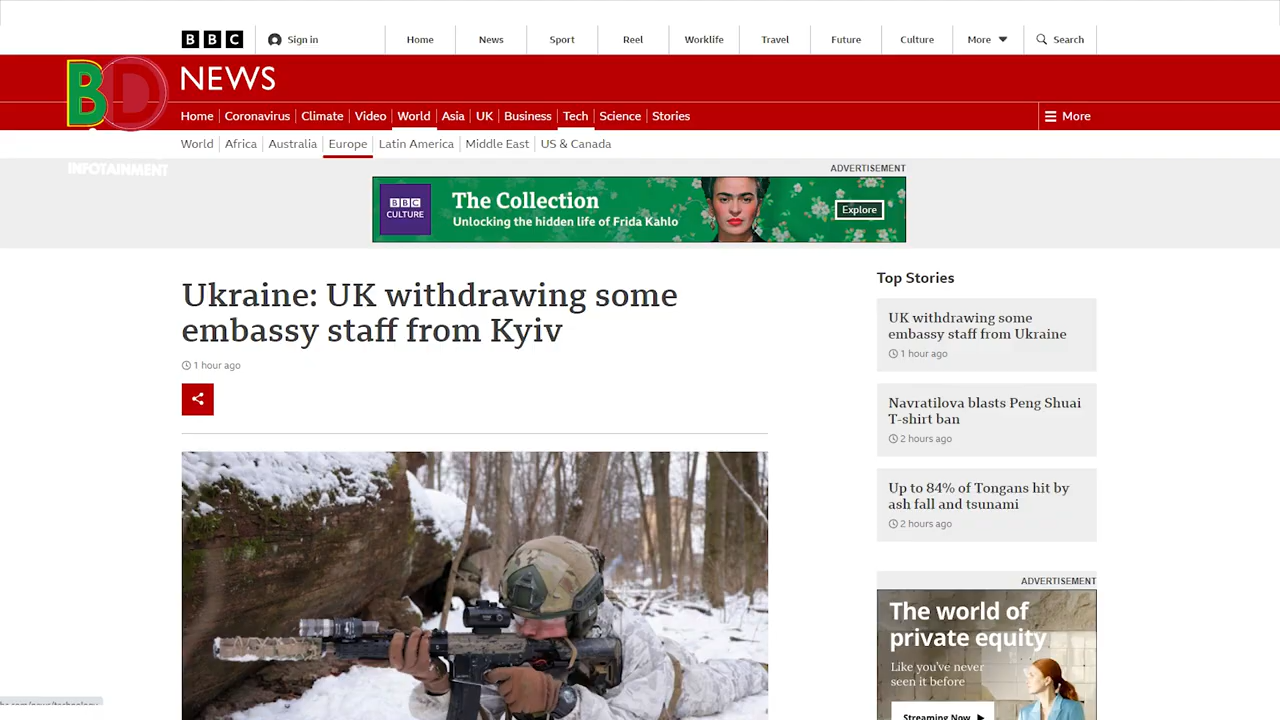 BBC
Sign in
Home
News
Sport
Reel
Worklife
Travel
Future
Culture
More
Search
BD
INFOTAINMENT
NEWS
Home
Coronavirus
Climate
Video
World
Asia
UK
Business
Tech
Science
Stories
More
World
Africa
Australia
Europe
Latin America
Middle East
US & Canada
ADVERTISEMENT
BBC
CULTURE
The Collection
Unlocking the hidden life of Frida Kahlo
Explore
Ukraine: UK withdrawing some
embassy staff from Kyiv
1 hour ago
Top Stories
UK withdrawing some
embassy staff from Ukraine
1 hour ago
Navratilova blasts Peng Shuai
T-shirt ban
2 hours ago
Up to 84% of Tongans hit by
ash fall and tsunami
2 hours ago
ADVERTISEMENT
The world of
private equity
Like you've never
seen it before
Streaming Now